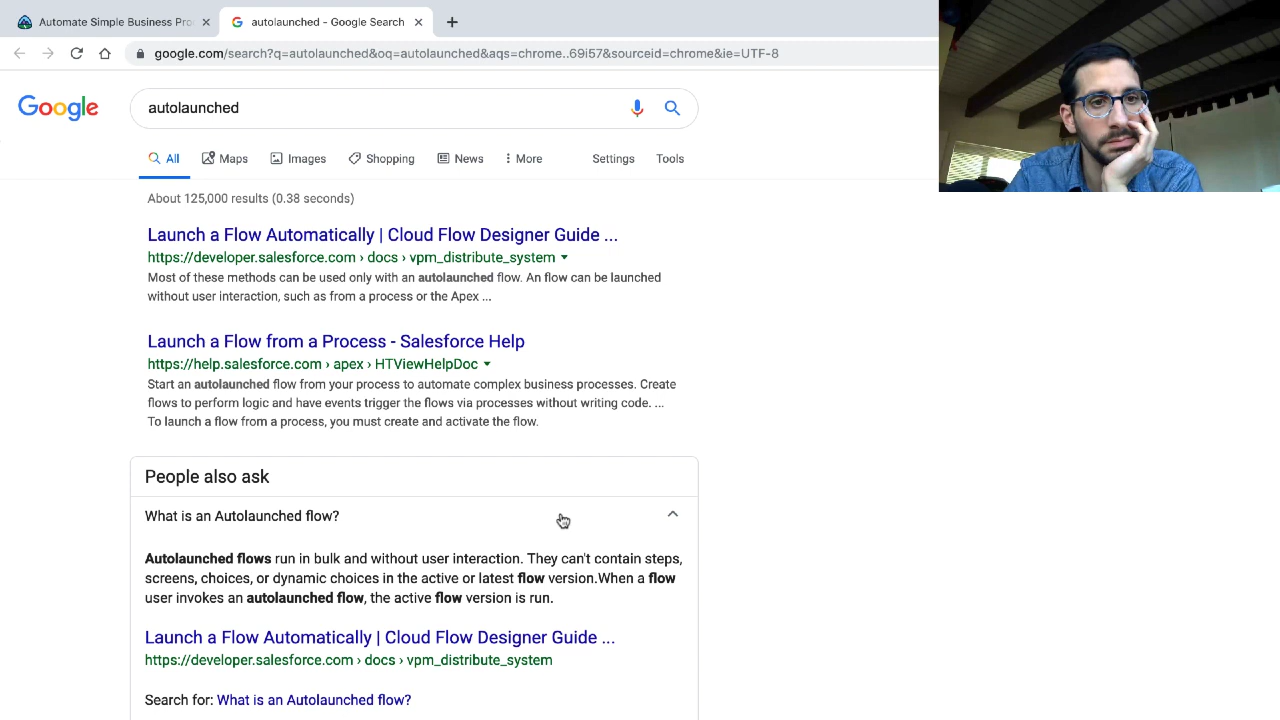 Automate Simple Business Pro
autolaunched - Google Search
google.com/search?q=autolaunched&oq=autolaunched&aqs=chrome..69i57&sourceid=chrome&ie=UTF-8
Google
autolaunched
All Maps Images Shopping News More Settings Tools
About 125,000 results (0.38 seconds)
Launch a Flow Automatically | Cloud Flow Designer Guide ...
https://developer.salesforce.com › docs › vpm_distribute_system
Most of these methods can be used only with an autolaunched flow. An flow can be launched
without user interaction, such as from a process or the Apex ...
Launch a Flow from a Process - Salesforce Help
https://help.salesforce.com › apex › HTViewHelpDoc
Start an autolaunched flow from your process to automate complex business processes. Create
flows to perform logic and have events trigger the flows via processes without writing code. ...
To launch a flow from a process, you must create and activate the flow.
People also ask
What is an Autolaunched flow?
Autolaunched flows run in bulk and without user interaction. They can't contain steps,
screens, choices, or dynamic choices in the active or latest flow version.When a flow
user invokes an autolaunched flow, the active flow version is run.
Launch a Flow Automatically | Cloud Flow Designer Guide ...
https://developer.salesforce.com › docs › vpm_distribute_system
Search for: What is an Autolaunched flow?